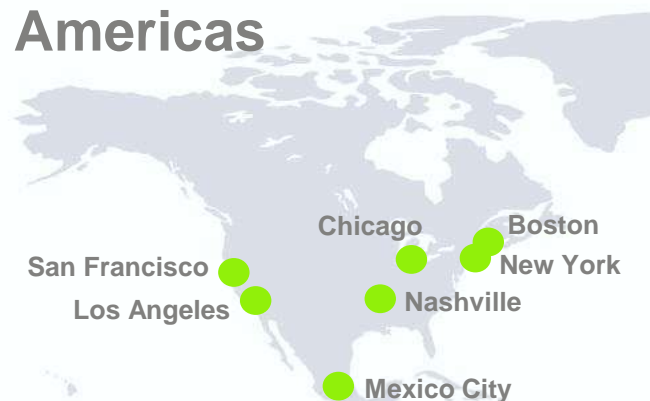 Americas
Chicago
Boston
San Francisco
New York
Los Angeles
Nashville
Mexico City